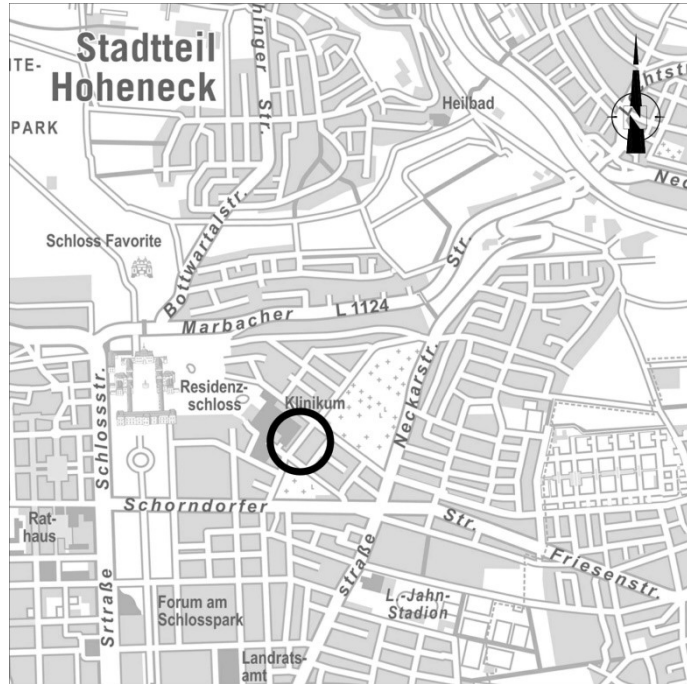 Stadtteil
Hoheneck
hinger Str.
ITE-
PARK
Heilbad
N
Bottwartalstr.
Schloss Favorite
Str.
Marbacher
L 1124
Neckarstr.
Schlossstr.
Residenz-
schloss
Klinikum
Schorndorfer
Str.
Friesenstr.
Rat-
haus
straße
L.-Jahn-
Stadion
Srtraße
Forum am
Schlosspark
Landrats-
amt